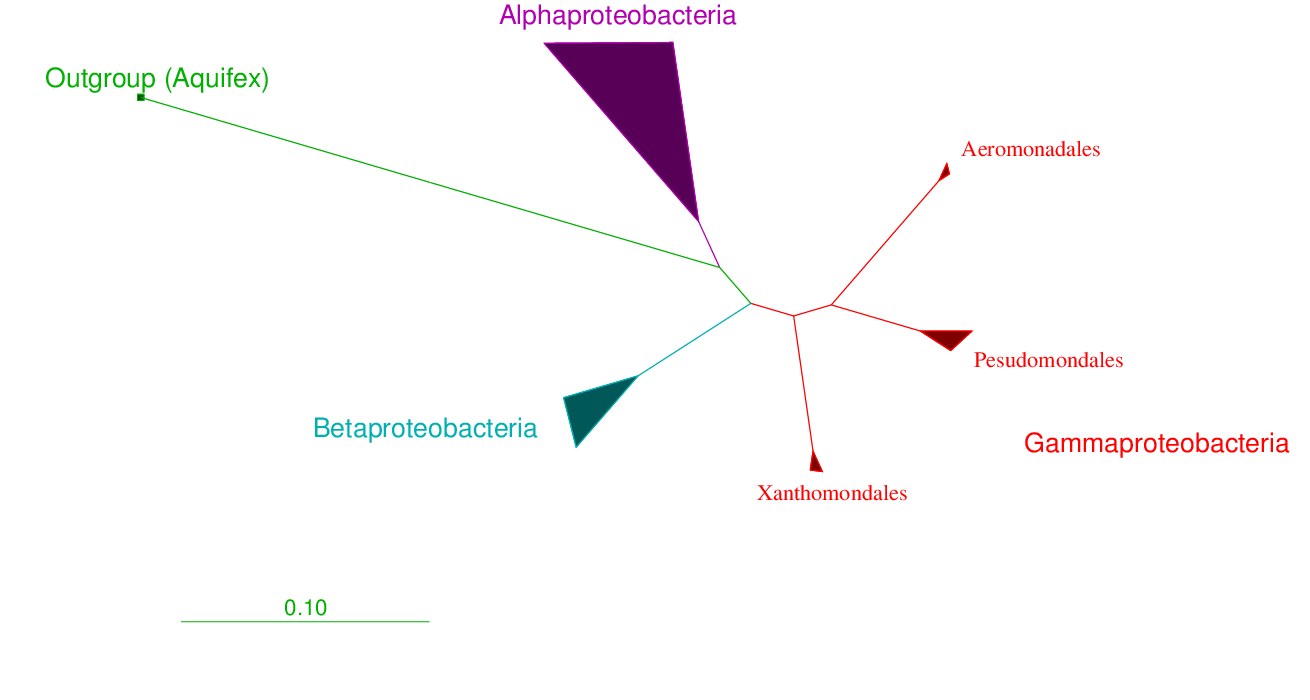 Alphaproteobacteria
Outgroup (Aquifex)
Aeromonadales
Pesudomondales
Betaproteobacteria
Gammaproteobacteria
Xanthomondales
0.10